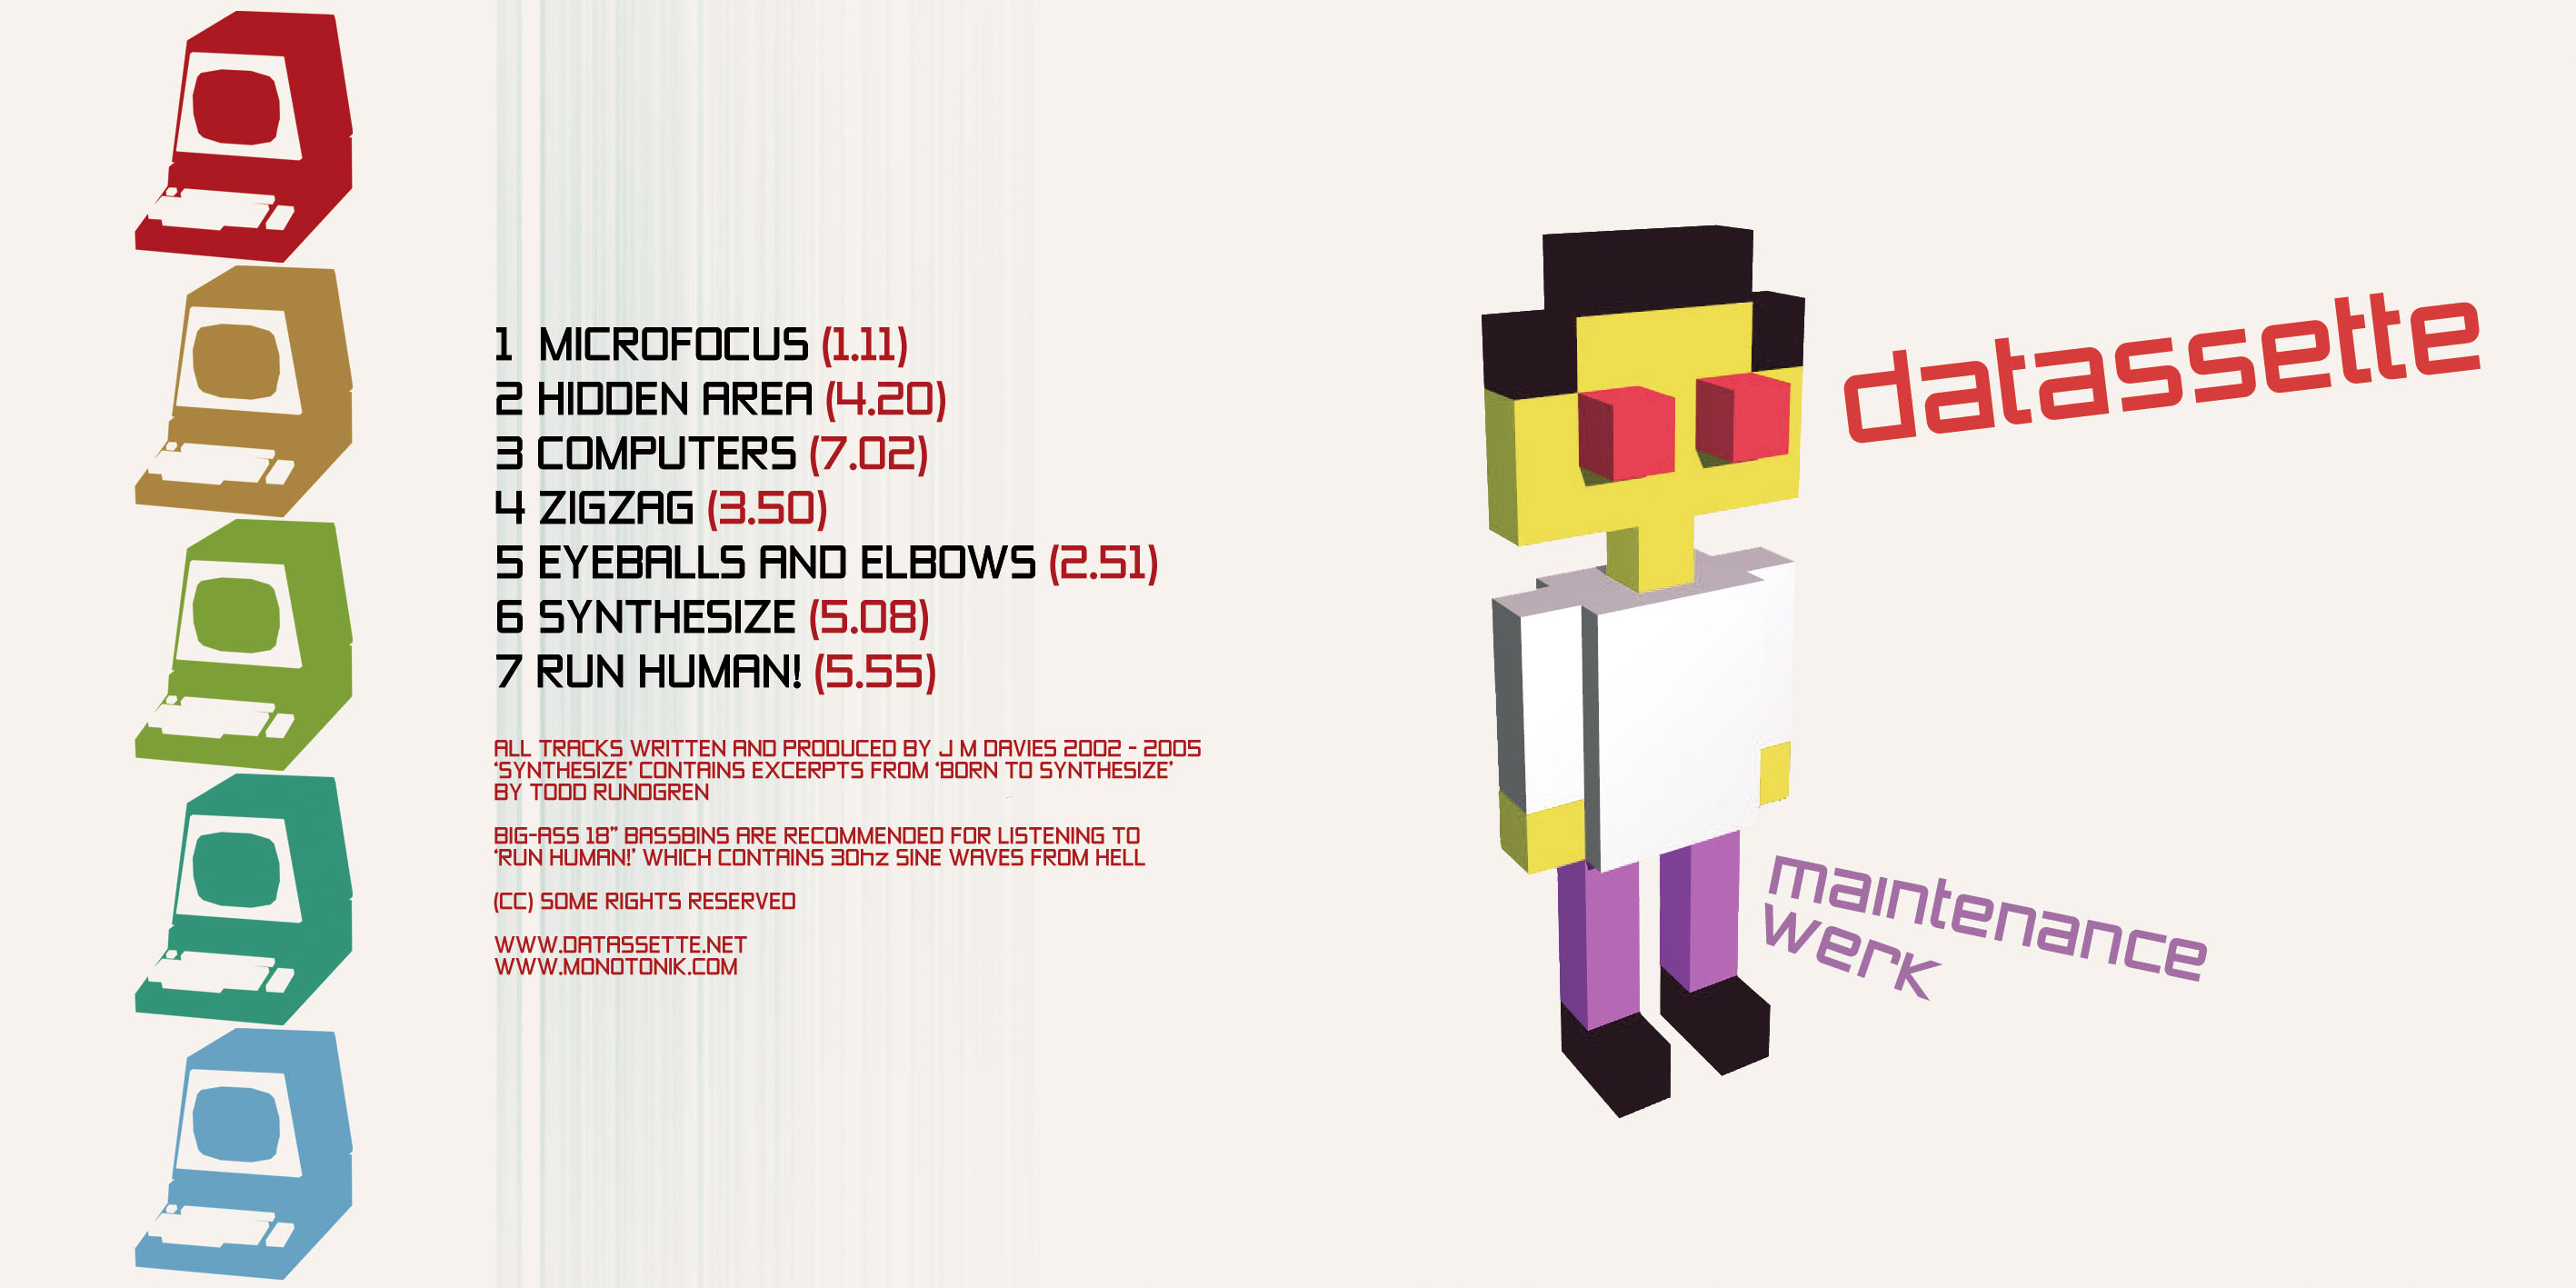 1 MICROFOCUS (1.11)
2 HIDDEN AREA (4.20)
3 COMPUTERS (7.02)
4 ZIGZAG (3.50)
5 EYEBALLS AND ELBOWS (2.51)
6 SYNTHESIZE (5.08)
7 RUN HUMAN! (5.55)
ALL TRACKS WRITTEN AND PRODUCED BY J M DAVIES 2002 - 2005
‘SYNTHESIZE’ CONTAINS EXCERPTS FROM ‘BORN TO SYNTHESIZE’
BY TODD RUNDGREN
BIG-ASS 18” BASSBINS ARE RECOMMENDED FOR LISTENING TO
‘RUN HUMAN!’ WHICH CONTAINS 30hz SINE WAVES FROM HELL
(CC) SOME RIGHTS RESERVED
WWW.DATASSETTE.NET
WWW.MONOTONIK.COM
datassette
maintenance
werk